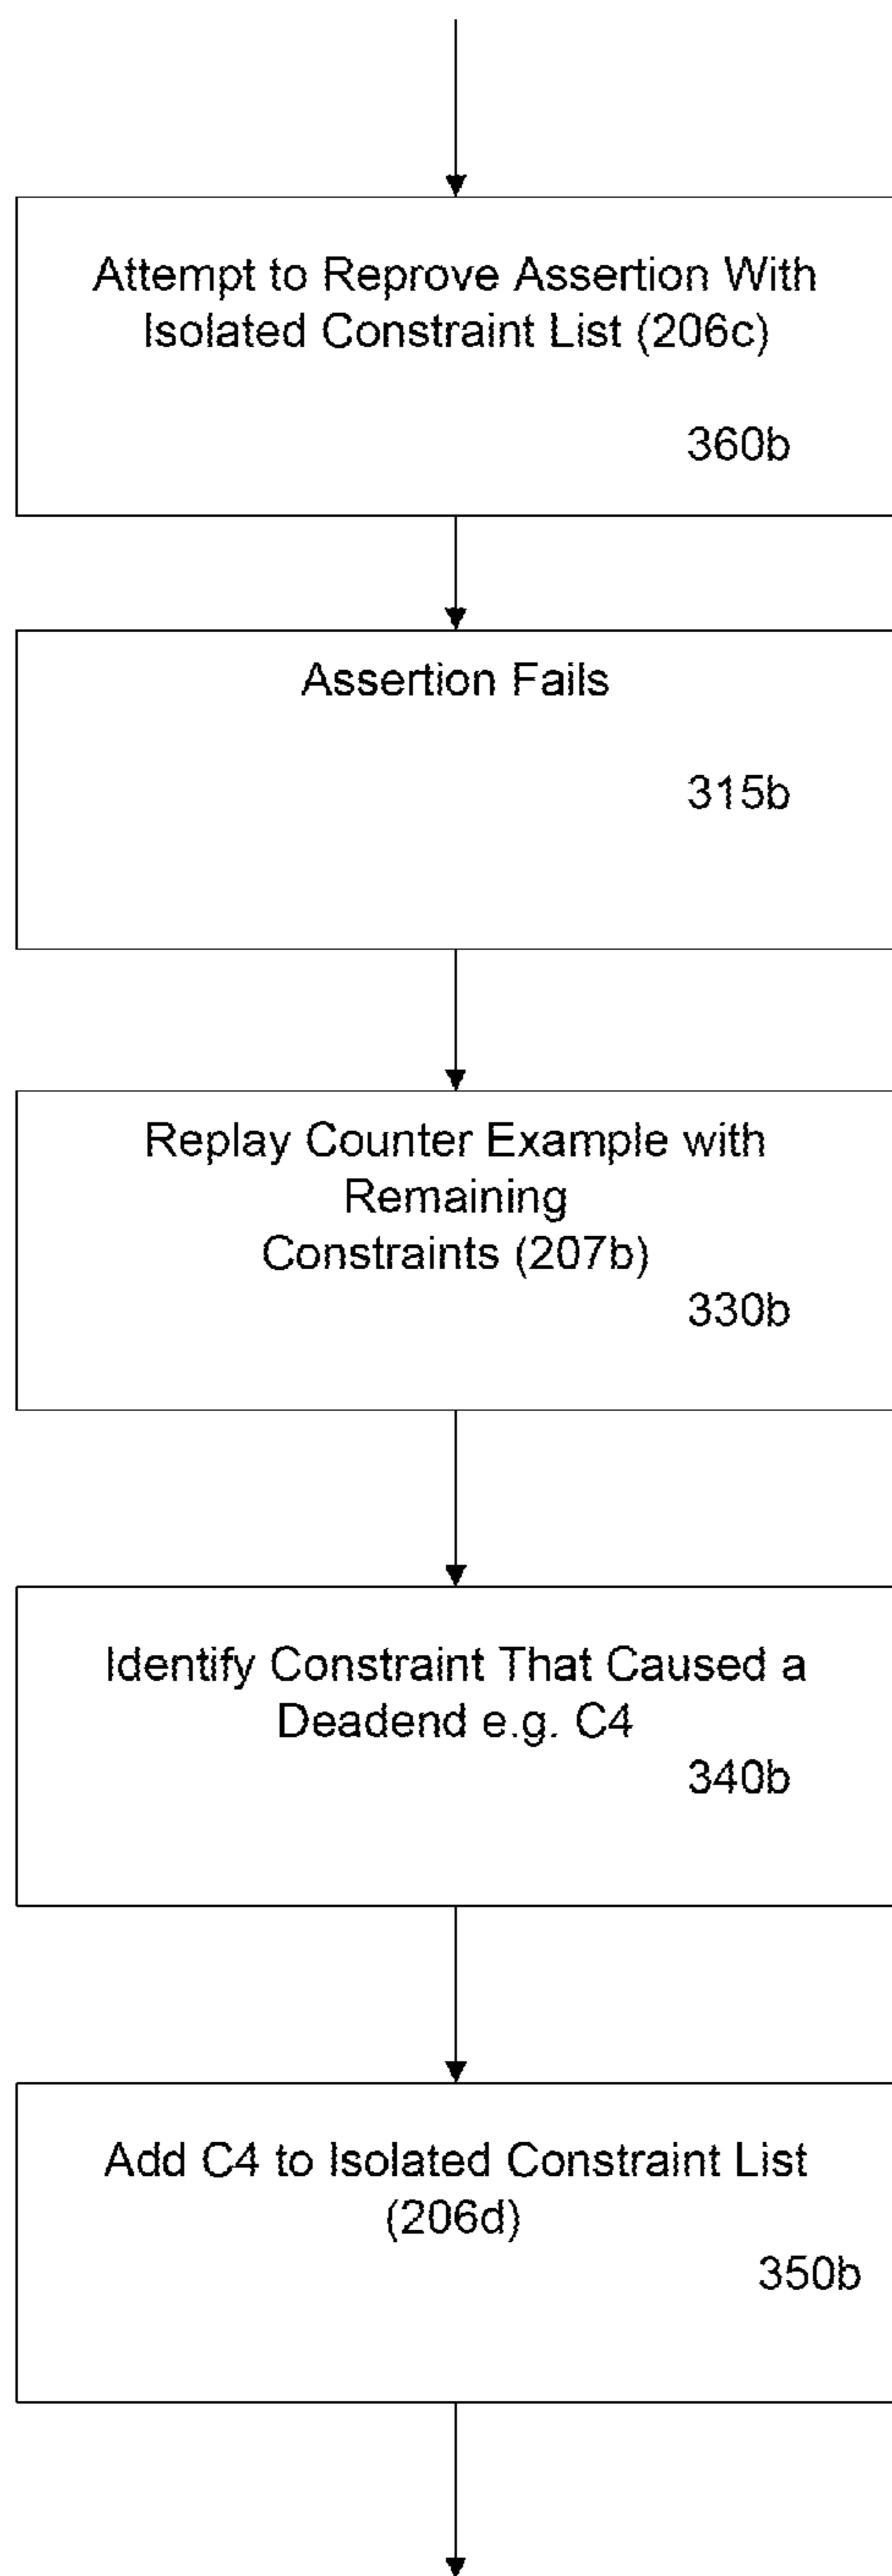 Attempt to Reprove Assertion With
Isolated Constraint List (206c)
360b
Assertion Fails
315b
Replay Counter Example with
Remaining
Constraints (207b)
330b
Identify Constraint That Caused a
Deadend e.g. C4
340b
Add C4 to Isolated Constraint List
(206d)
350b